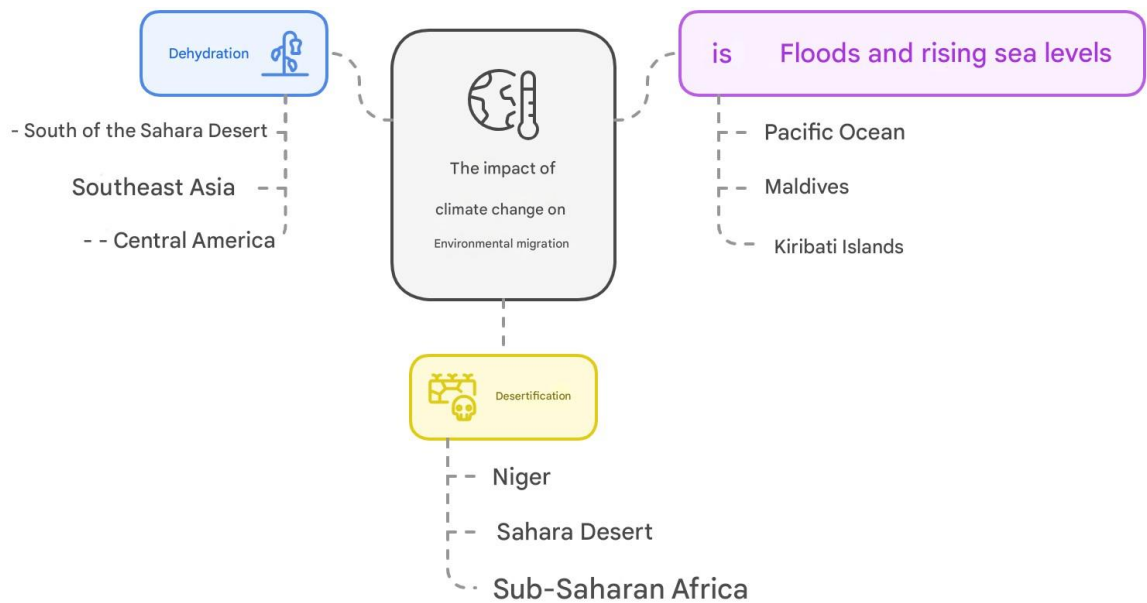 Dehydration
- South of the Sahara Desert
Southeast Asia
- - Central America
The impact of
climate change on
Environmental migration
is Floods and rising sea levels
Pacific Ocean
Maldives
Kiribati Islands
Desertification
Niger
Sahara Desert
Sub-Saharan Africa